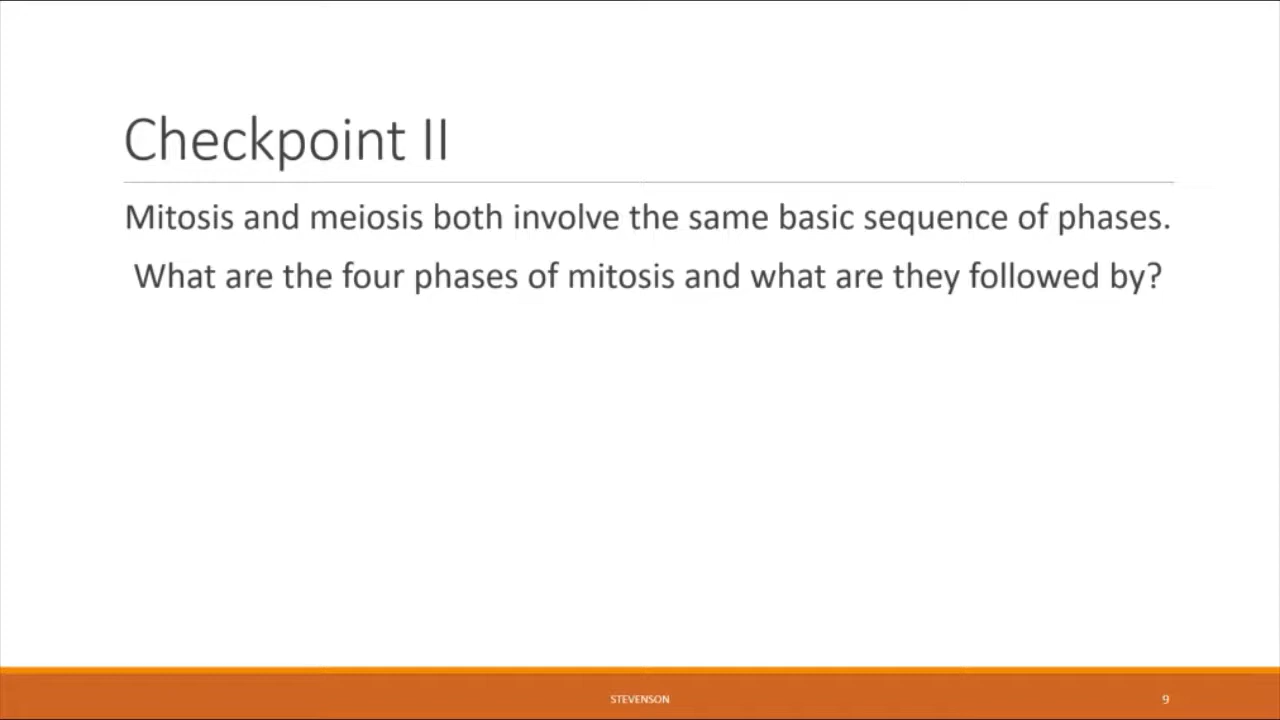 Checkpoint II
Mitosis and meiosis both involve the same basic sequence of phases.
What are the four phases of mitosis and what are they followed by?
STEVENSON
9